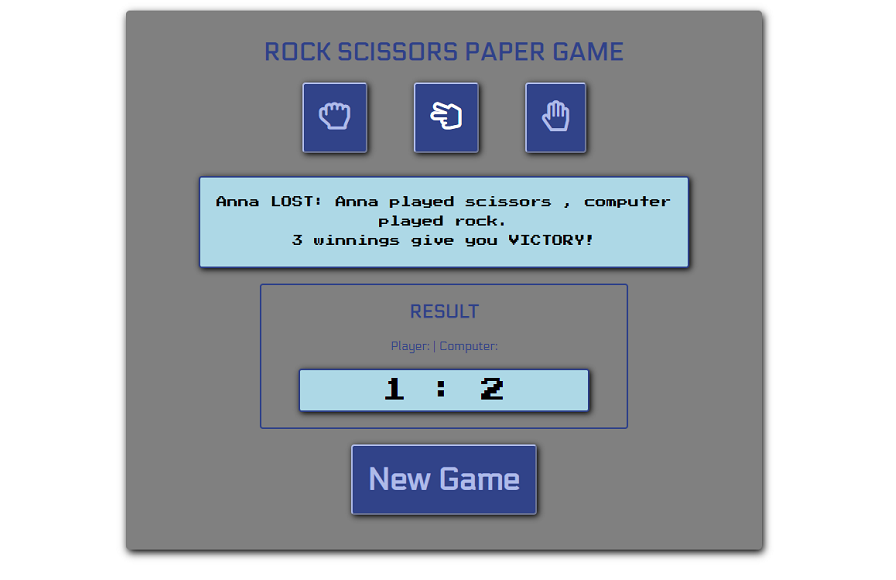 ROCK SCISSORS PAPER GAME
Anna LOST: Anna played scissors , computer
played rock.
3 winnings give you VICTORY!
RESULT
Player: | Computer:
1 : 2
New Game